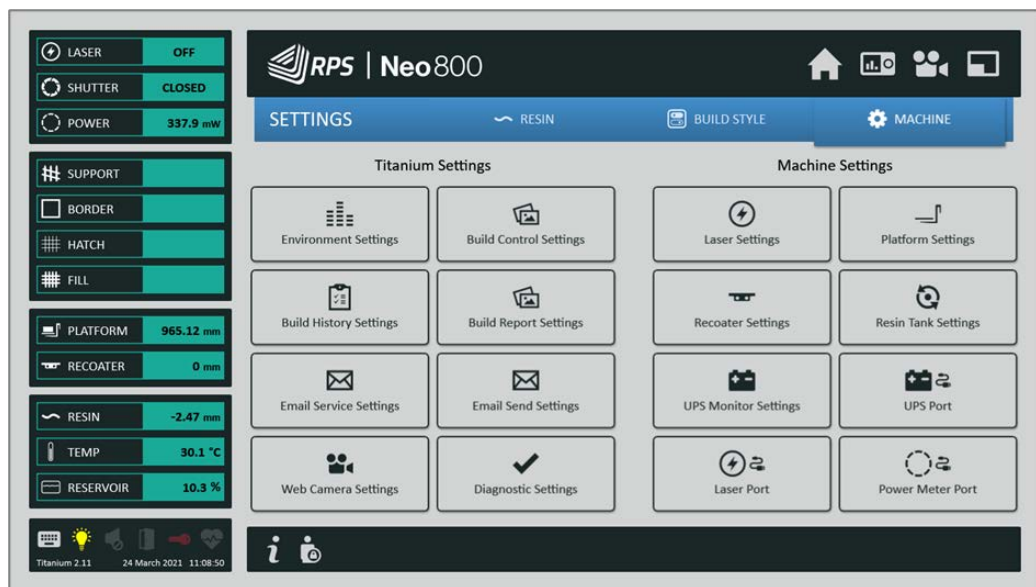 LASER OFF
SHUTTER CLOSED
POWER 337.9 mW
SUPPORT
BORDER
HATCH
FILL
PLATFORM 965.12 mm
RECOATER 0 mm
RESIN -2.47 mm
TEMP 30.1 °C
RESERVOIR 10.3 %
Titanium 2.11 24 March 2021 11:08:50
RPS | Neo800
SETTINGS RESIN BUILD STYLE MACHINE
Titanium Settings Machine Settings
Environment Settings Build Control Settings Laser Settings Platform Settings
Build History Settings Build Report Settings Recoater Settings Resin Tank Settings
Email Service Settings Email Send Settings UPS Monitor Settings UPS Port
Web Camera Settings Diagnostic Settings Laser Port Power Meter Port